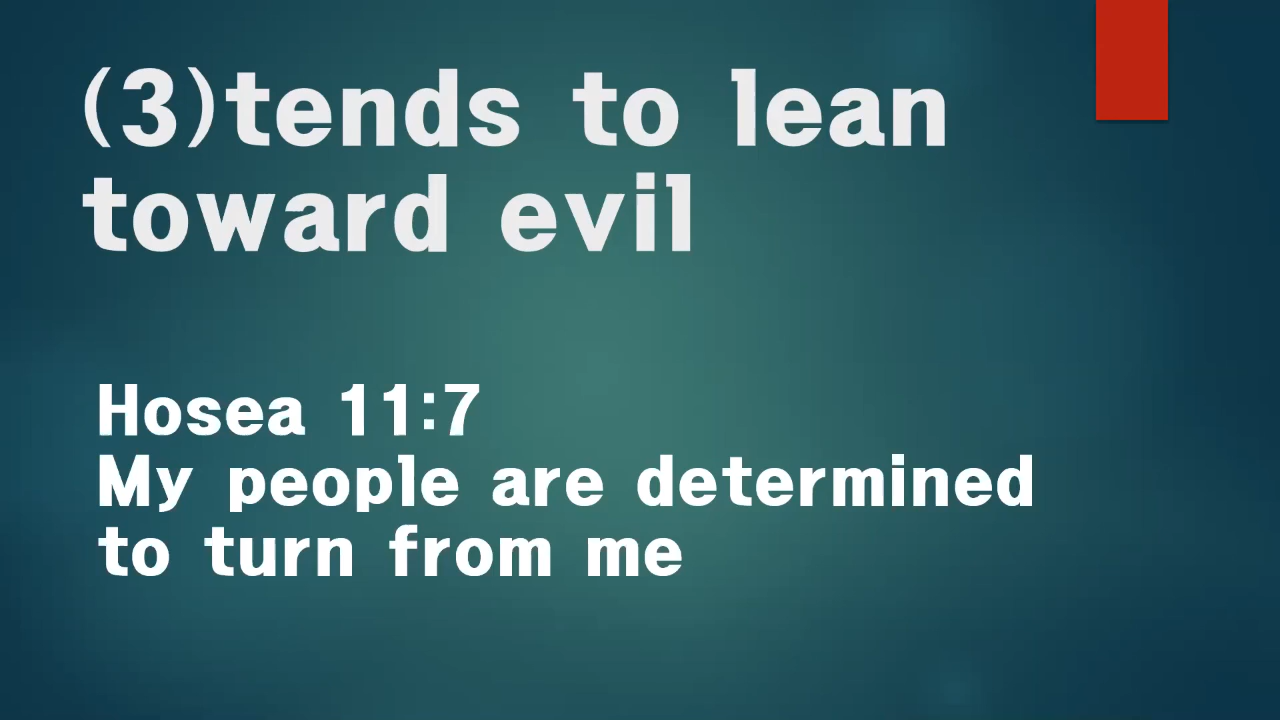 (3)tends to lean
toward evil
Hosea 11:7
My people are determined
to turn from me